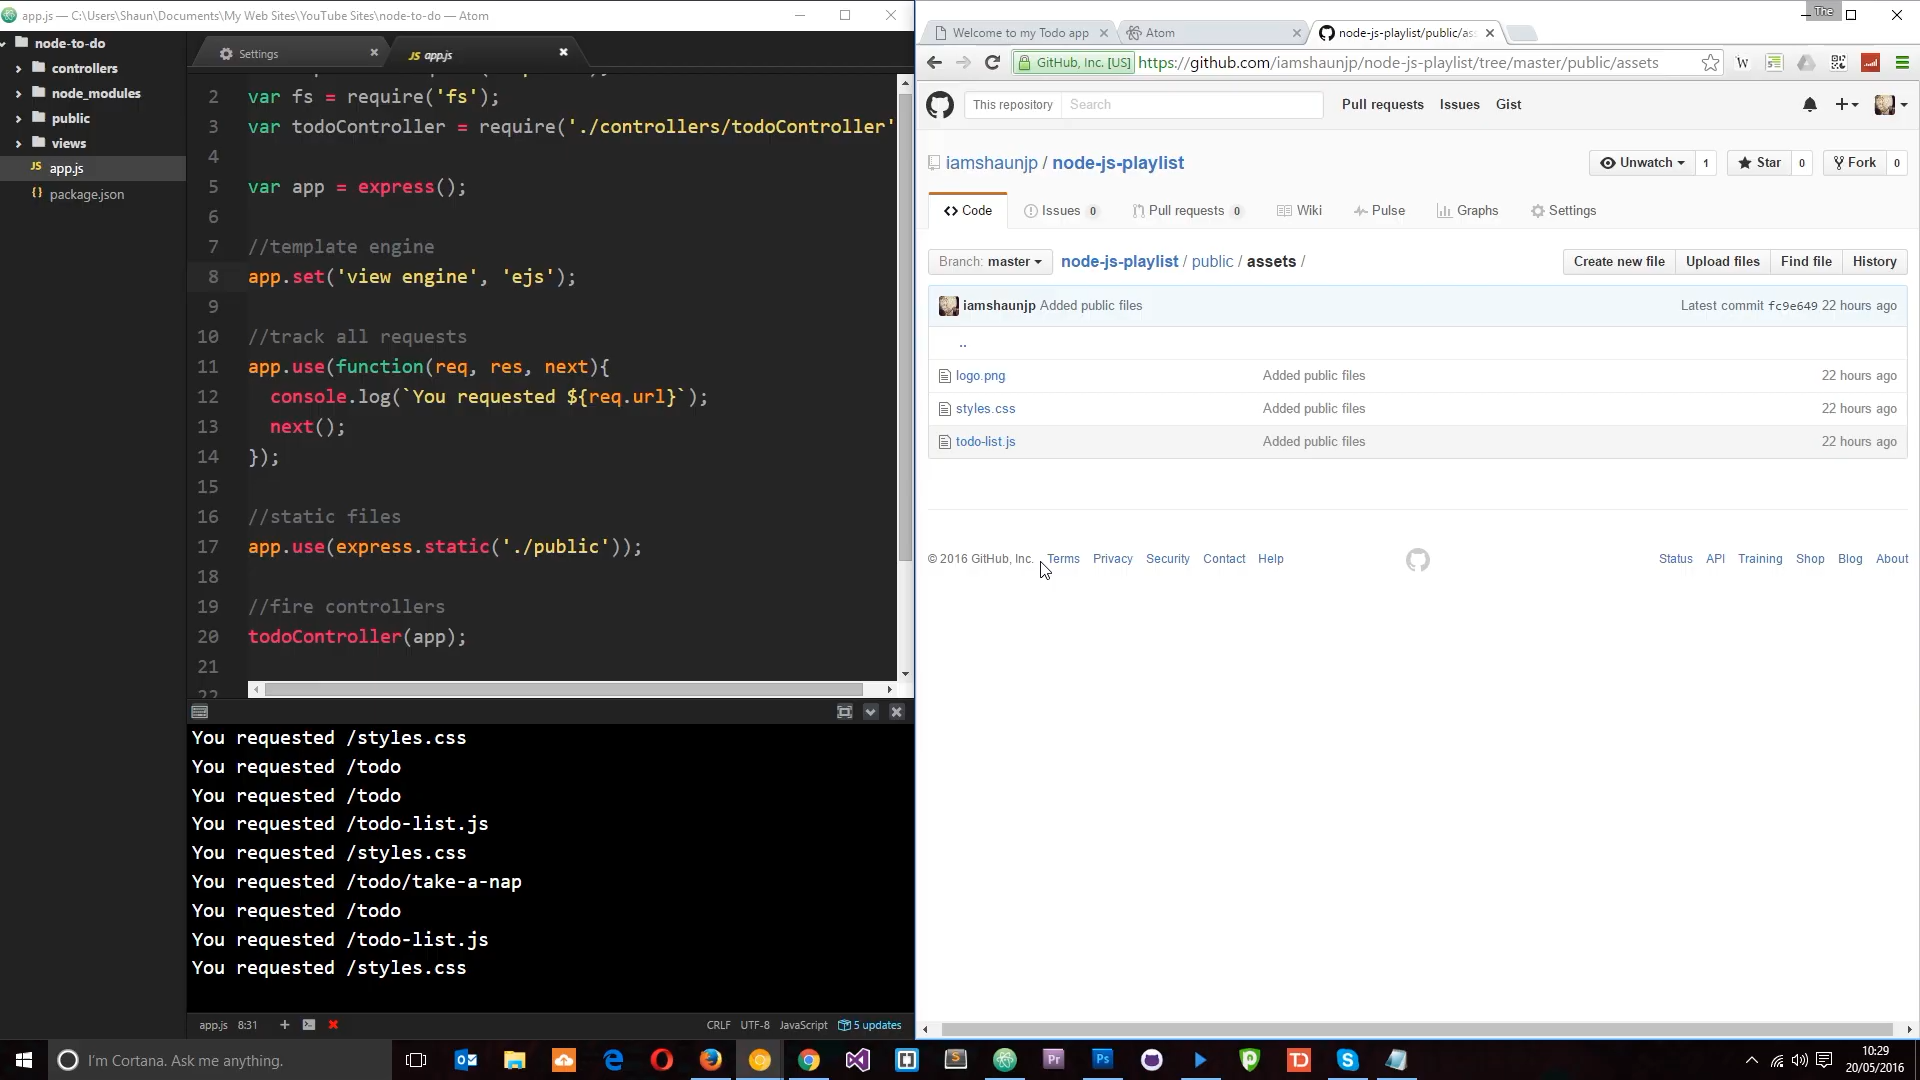 app.js — C:\Users\Shaun\Documents\My Web Sites\YouTube Sites\node-to-do — Atom
node-to-do
controllers
node_modules
public
views
JS app.js
{} package.json
Settings
JS app.js
2 var fs = require('fs');
3 var todoController = require('./controllers/todoController'
4
5 var app = express();
6
7 //template engine
8 app.set('view engine', 'ejs');
9
10 //track all requests
11 app.use(function(req, res, next){
12 console.log(`You requested ${req.url}`);
13 next();
14 });
15
16 //static files
17 app.use(express.static('./public'));
18
19 //fire controllers
20 todoController(app);
21
22
You requested /styles.css
You requested /todo
You requested /todo
You requested /todo-list.js
You requested /styles.css
You requested /todo/take-a-nap
You requested /todo
You requested /todo-list.js
You requested /styles.css
app.js 8:31
CRLF UTF-8 JavaScript 5 updates
The
Welcome to my Todo app
Atom
node-js-playlist/public/as
GitHub, Inc. [US] https://github.com/iamshaunjp/node-js-playlist/tree/master/public/assets
W
This repository Search Pull requests Issues Gist
iamshaunjp / node-js-playlist
Unwatch 1 Star 0 Fork 0
Code Issues 0 Pull requests 0 Wiki Pulse Graphs Settings
Branch: master node-js-playlist / public / assets /
Create new file Upload files Find file History
iamshaunjp Added public files Latest commit fc9e649 22 hours ago
..
logo.png Added public files 22 hours ago
styles.css Added public files 22 hours ago
todo-list.js Added public files 22 hours ago
© 2016 GitHub, Inc. Terms Privacy Security Contact Help
Status API Training Shop Blog About
I'm Cortana. Ask me anything.
Pr
Ps
TD
10:29
20/05/2016